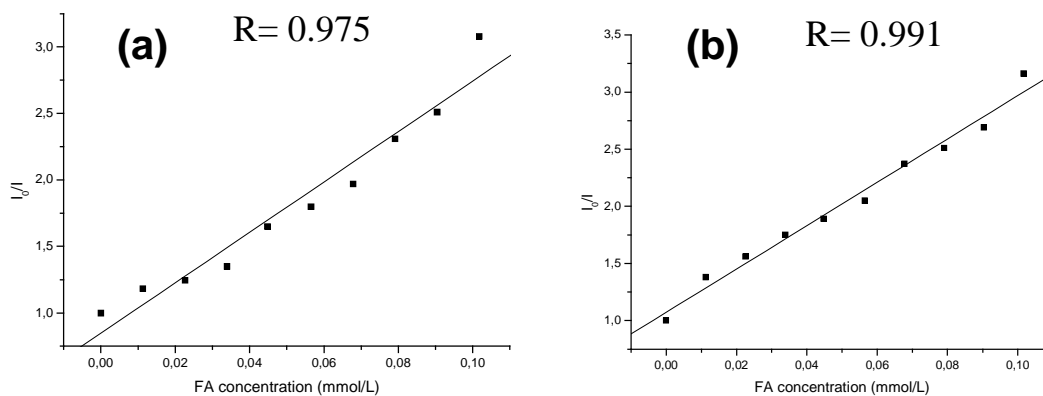 (a)
R= 0.975
3,0
2,5
2,0
1,5
1,0
I₀/I
0,00 0,02 0,04 0,06 0,08 0,10
FA concentration (mmol/L)
(b)
R= 0.991
3,5
3,0
2,5
2,0
1,5
1,0
I₀/I
0,00 0,02 0,04 0,06 0,08 0,10
FA concentration (mmol/L)